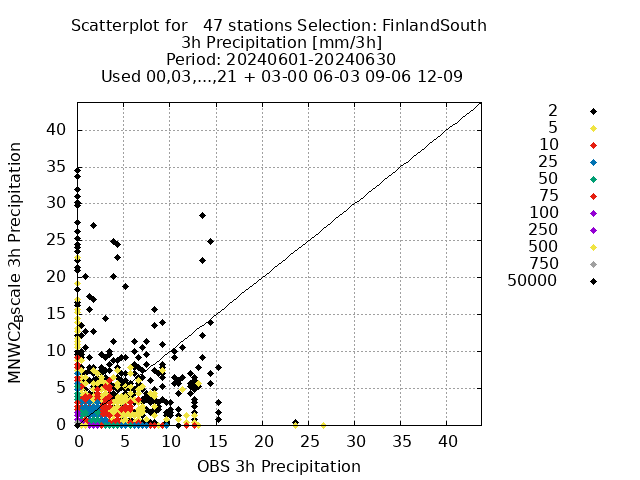 Scatterplot for   47 stations Selection: FinlandSouth
3h Precipitation [mm/3h]
Period: 20240601-20240630
Used 00,03,...,21 + 03-00 06-03 09-06 12-09
2
5
10
25
50
75
100
250
500
750
50000
40
35
30
25
20
15
10
5
0
0 5 10 15 20 25 30 35 40
MNWC2Bscale 3h Precipitation
OBS 3h Precipitation